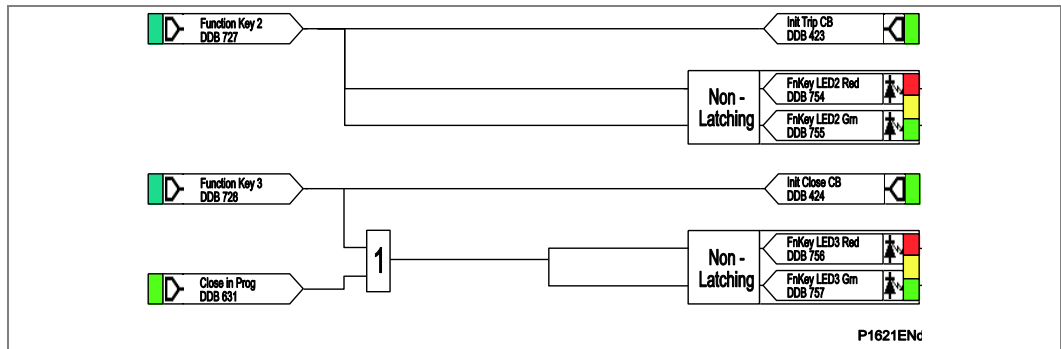 Function Key 2
DDB 727
Init Trip CB
DDB 423
Non -
Latching
FnKey LED2 Red
DDB 754
FnKey LED2 Grn
DDB 755
Function Key 3
DDB 728
Init Close CB
DDB 424
1
Close in Prog
DDB 631
Non -
Latching
FnKey LED3 Red
DDB 756
FnKey LED3 Grn
DDB 757
P1621ENd